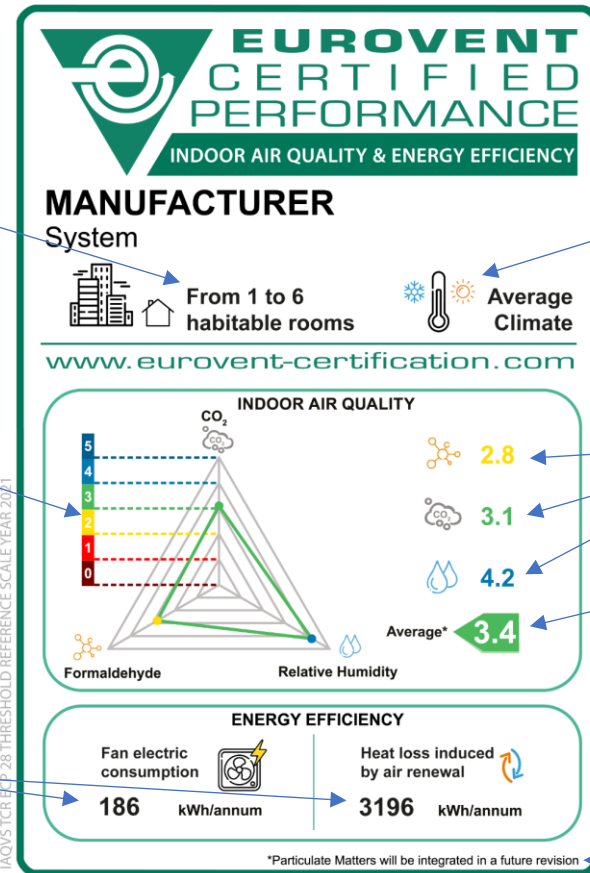 EUROVENT
CERTIFIED
PERFORMANCE
INDOOR AIR QUALITY & ENERGY EFFICIENCY
MANUFACTURER
System
From 1 to 6
habitable rooms
Average
Climate
www.eurovent-certification.com
INDOOR AIR QUALITY
CO₂
CO₂
5
4
3
2
1
0
Formaldehyde
Relative Humidity
2.8
CO₂
3.1
4.2
Average* 3.4
ENERGY EFFICIENCY
Fan electric
consumption
186 kWh/annum
Heat loss induced
by air renewal
3196 kWh/annum
*Particulate Matters will be integrated in a future revision
IAQVS TCR ECP 28 THRESHOLD REFERENCE SCALE YEAR 2021